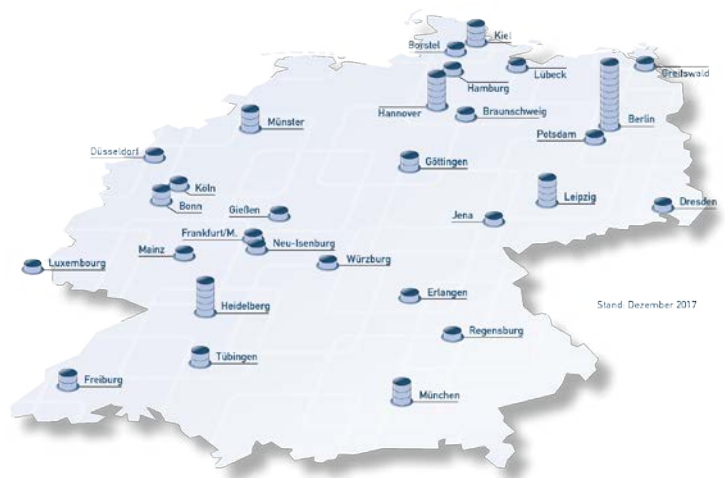 Kiel
Borstel
Lübeck
Greifswald
Hamburg
Hannover
Braunschweig
Berlin
Münster
Potsdam
Düsseldorf
Göttingen
Köln
Leipzig
Bonn
Dresden
Gießen
Jena
Frankfurt/M.
Neu-Isenburg
Mainz
Würzburg
Luxembourg
Erlangen
Heidelberg
Stand: Dezember 2017
Regensburg
Tübingen
Freiburg
München